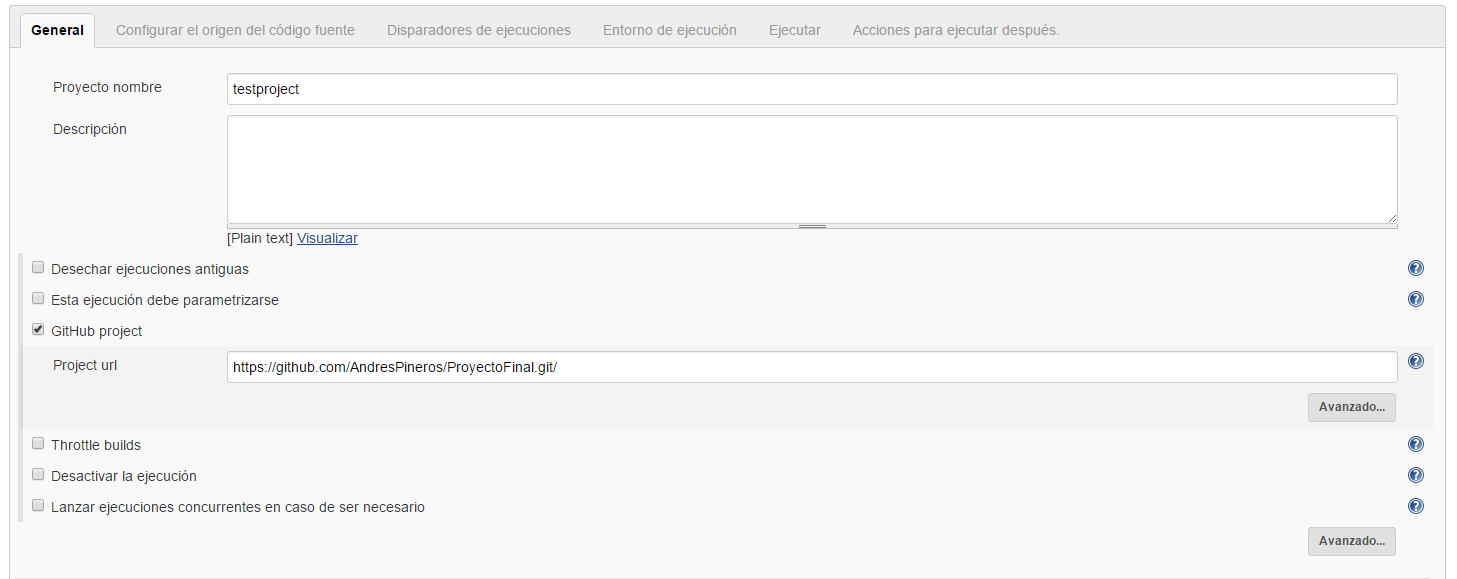 General Configurar el origen del código fuente Disparadores de ejecuciones Entorno de ejecución Ejecutar Acciones para ejecutar después.
Proyecto nombre testproject
Descripción
[Plain text] Visualizar
Desechar ejecuciones antiguas
Esta ejecución debe parametrizarse
GitHub project
Project url https://github.com/AndresPineros/ProyectoFinal.git/
Avanzado...
Throttle builds
Desactivar la ejecución
Lanzar ejecuciones concurrentes en caso de ser necesario
Avanzado...